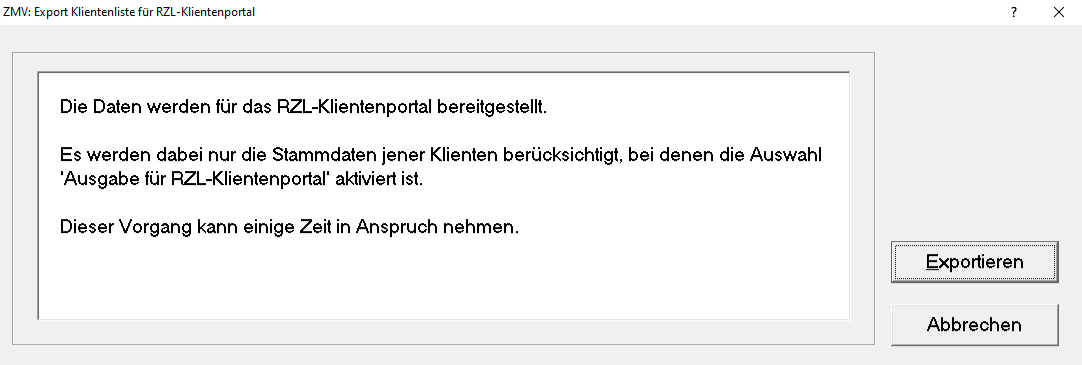 ZMV: Export Klientenliste für RZL-Klientenportal
Die Daten werden für das RZL-Klientenportal bereitgestellt.
Es werden dabei nur die Stammdaten jener Klienten berücksichtigt, bei denen die Auswahl
'Ausgabe für RZL-Klientenportal' aktiviert ist.
Dieser Vorgang kann einige Zeit in Anspruch nehmen.
Exportieren
Abbrechen